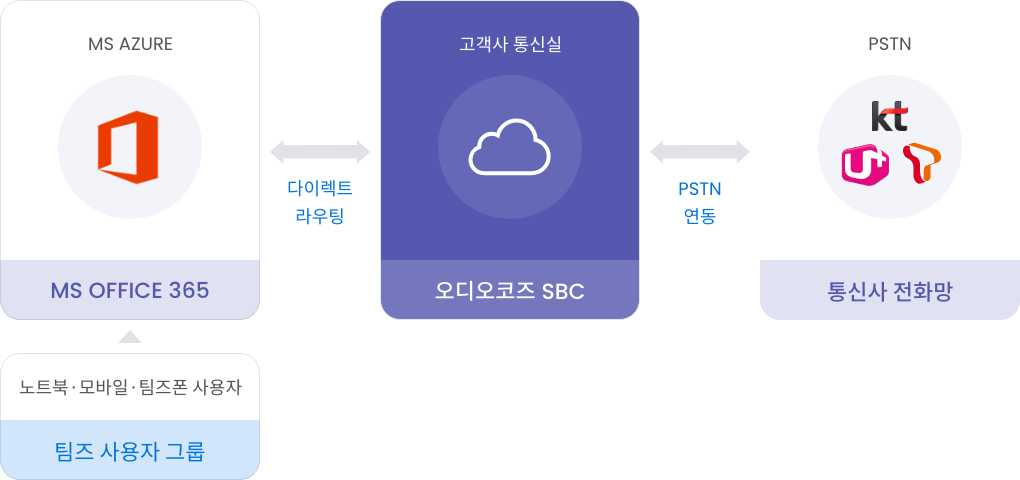 MS AZURE
MS OFFICE 365
다이렉트
라우팅
고객사 통신실
오디오코즈 SBC
PSTN
연동
PSTN
kt
U+
T
통신사 전화망
노트북·모바일·팀즈폰 사용자
팀즈 사용자 그룹